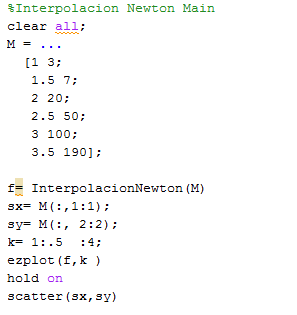 %Interpolacion Newton Main
clear all;
M = ...
[1 3;
1.5 7;
2 20;
2.5 50;
3 100;
3.5 190];
f= InterpolacionNewton(M)
sx= M(:,1:1);
sy= M(:, 2:2);
k= 1:.5  :4;
ezplot(f,k )
hold on
scatter(sx,sy)